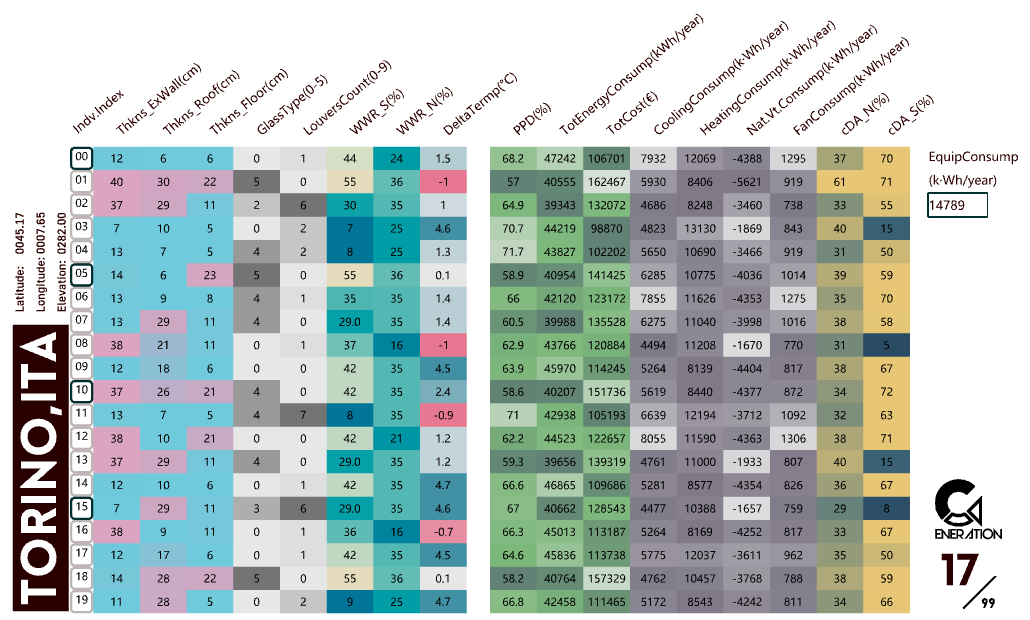 Indv.Index Thkns_ExWall(cm) Thkns_Roof(cm) Thkns_Floor(cm) GlassType(0-5) LouversCount(0-9) WWR_S(%) WWR_N(%) DeltaTermp(°C) PPD(%) TotEnergyConsump(kWh/year) TotCost(€) CoolingConsump(k·Wh/year) HeatingConsump(k·Wh/year) Nat.Vt.Consump(k·Wh/year) FanConsump(k·Wh/year) cDA_N(%) cDA_S(%)
00 12 6 6 0 1 44 24 1.5 68.2 47242 106701 7932 12069 -4388 1295 37 70
01 40 30 22 5 0 55 36 -1 57 40555 162467 5930 8406 -5621 919 61 71
02 37 29 11 2 6 30 35 1 64.9 39343 132072 4686 8248 -3460 738 33 55
03 7 10 5 0 2 7 25 4.6 70.7 44219 98870 4823 13130 -1869 843 40 15
04 13 7 5 4 2 8 25 1.3 71.7 43827 102202 5650 10690 -3466 919 31 50
05 14 6 23 5 0 55 36 0.1 58.9 40954 141425 6285 10775 -4036 1014 39 59
06 13 9 8 4 1 35 35 1.4 66 42120 123172 7855 11626 -4353 1275 35 70
07 13 29 11 4 0 29.0 35 1.4 60.5 39988 135528 6275 11040 -3998 1016 38 58
08 38 21 11 0 1 37 16 -1 62.9 43766 120884 4494 11208 -1670 770 31 5
09 12 18 6 0 0 42 35 4.5 63.9 45970 114245 5264 8139 -4404 817 38 67
10 37 26 21 4 0 42 35 2.4 58.6 40207 151736 5619 8440 -4377 872 34 72
11 13 7 5 4 7 8 35 -0.9 71 42938 105193 6639 12194 -3712 1092 32 63
12 38 10 21 0 0 42 21 1.2 62.2 44523 122657 8055 11590 -4363 1306 38 71
13 37 29 11 4 0 29.0 35 1.2 59.3 39656 139319 4761 11000 -1933 807 40 15
14 12 10 6 0 1 42 35 4.7 66.6 46865 109686 5281 8577 -4354 826 36 67
15 7 29 11 3 6 29.0 35 4.6 67 40662 128543 4477 10388 -1657 759 29 8
16 38 9 11 0 1 36 16 -0.7 66.3 45013 113187 5264 8169 -4252 817 33 67
17 12 17 6 0 1 42 35 4.5 64.6 45836 113738 5775 12037 -3611 962 35 50
18 14 28 22 5 0 55 36 0.1 58.2 40764 157329 4762 10457 -3768 788 38 59
19 11 28 5 0 2 9 25 4.7 66.8 42458 111465 5172 8543 -4242 811 34 66
EquipConsump
(k·Wh/year)
14789
Latitude: 0045.17
Longitude: 0007.65
Elevation: 0282.00
TORINO,ITA
ENERATION
17/99